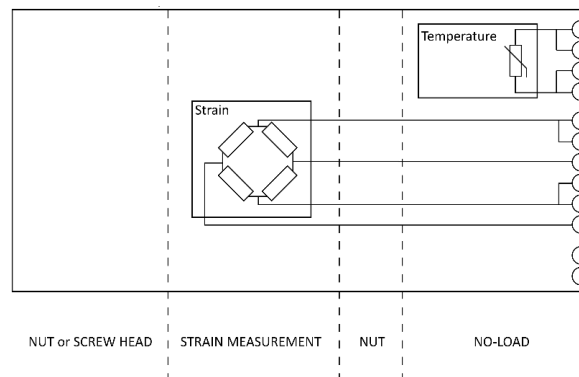 Temperature
Strain
NUT or SCREW HEAD
STRAIN MEASUREMENT
NUT
NO-LOAD